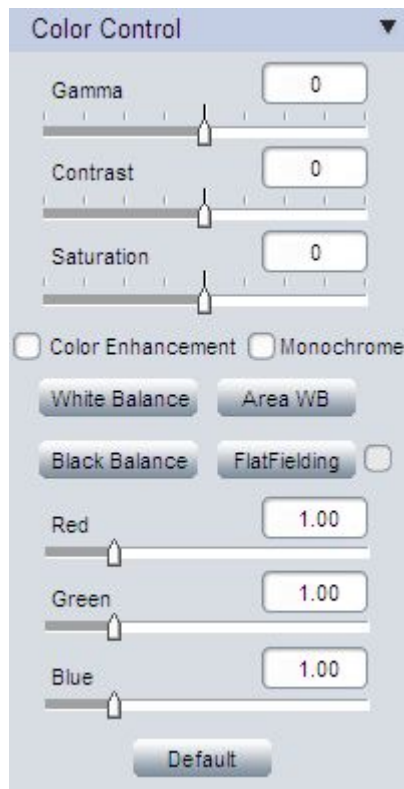 Color Control
Gamma 0
Contrast 0
Saturation 0
Color Enhancement Monochrome
White Balance Area WB
Black Balance FlatFielding
Red 1.00
Green 1.00
Blue 1.00
Default